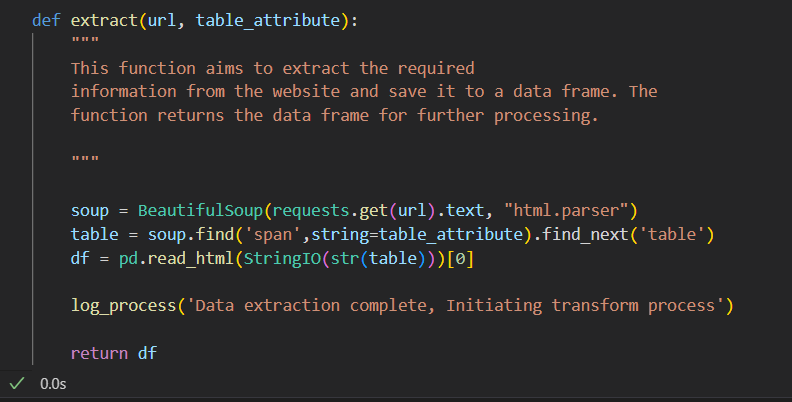 def extract(url, table_attribute):
    """
    This function aims to extract the required
    information from the website and save it to a data frame. The
    function returns the data frame for further processing.

    """

    soup = BeautifulSoup(requests.get(url).text, "html.parser")
    table = soup.find('span',string=table_attribute).find_next('table')
    df = pd.read_html(StringIO(str(table)))[0]

    log_process('Data extraction complete, Initiating transform process')

    return df
0.0s